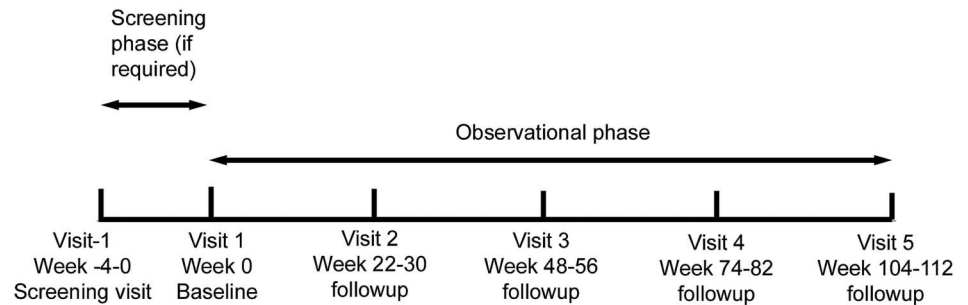 Screening
phase (if
required)
Observational phase
Visit-1
Week -4-0
Screening visit
Visit 1
Week 0
Baseline
Visit 2
Week 22-30
followup
Visit 3
Week 48-56
followup
Visit 4
Week 74-82
followup
Visit 5
Week 104-112
followup